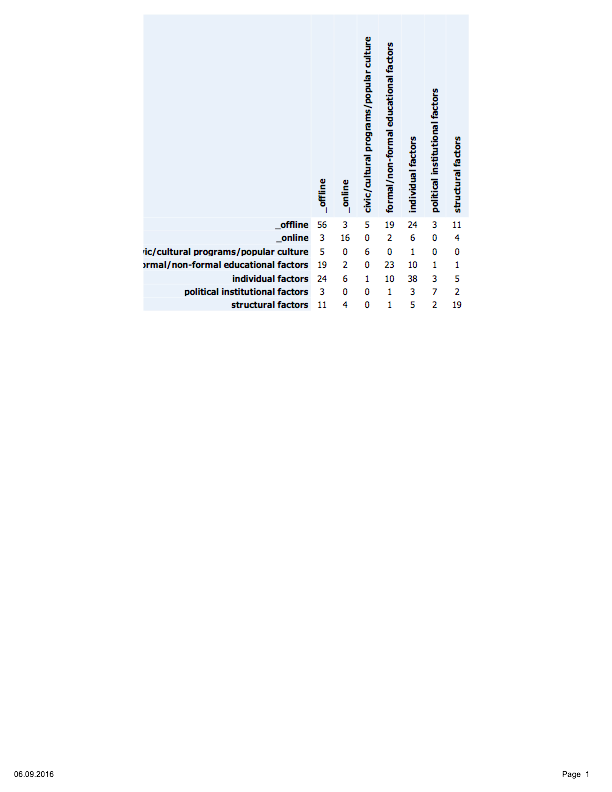 _offline
_online
civic/cultural programs/popular culture
formal/non-formal educational factors
individual factors
political institutional factors
structural factors
_offline 56 3 5 19 24 3 11
_online 3 16 0 2 6 0 4
vic/cultural programs/popular culture 5 0 6 0 1 0 0
ormal/non-formal educational factors 19 2 0 23 10 1 1
individual factors 24 6 1 10 38 3 5
political institutional factors 3 0 0 1 3 7 2
structural factors 11 4 0 1 5 2 19
06.09.2016 Page 1